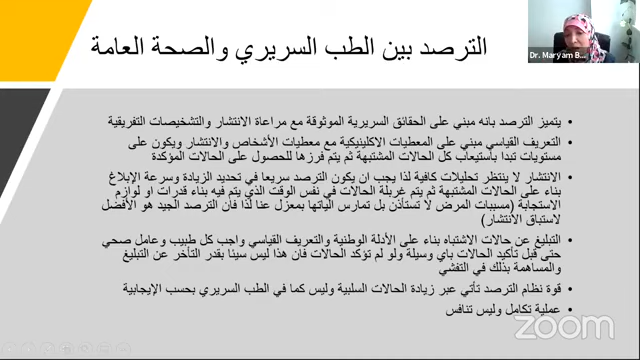 Dr. Maryam B...
الترصد بين الطب السريري والصحة العامة
يتميز الترصد بانه مبني على الحقائق السريرية الموثوقة مع مراعاة الانتشار والتشخيصات التفريقية
التعريف القياسي مبني على المعطيات الاكلينيكية مع معطيات الأشخاص والانتشار ويكون على
مستويات تبدا باستيعاب كل الحالات المشتبهة ثم يتم فرزها للحصول على الحالات المؤكدة
الانتشار لا ينتظر تحليلات كافية لذا يجب ان يكون الترصد سريعا في تحديد الزيادة وسرعة الإبلاغ
بناء على الحالات المشتبهة ثم يتم غربلة الحالات في نفس الوقت الذي يتم فيه بناء قدرات او لوازم
الاستجابة (مسببات المرض لا تستأذن بل تمارس الياتها بمعزل عنا لذا فان الترصد الجيد هو الأفضل
لاستباق الانتشار)
التبليغ عن حالات الاشتباه بناء على الأدلة الوطنية والتعريف القياسي واجب كل طبيب وعامل صحي
حتى قبل تأكيد الحالات باي وسيلة ولو لم تؤكد الحالات فان هذا ليس سيئا بقدر التأخر عن التبليغ
والمساهمة بذلك في التفشي
قوة نظام الترصد تأتي عبر زيادة الحالات السلبية وليس كما في الطب السريري بحسب الإيجابية
عملية تكامل وليس تنافس
zoom